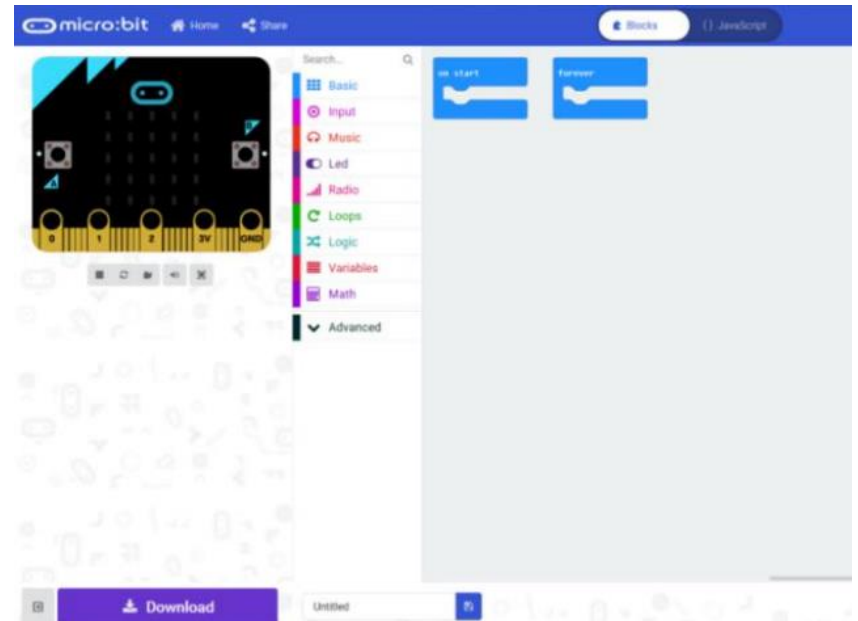 micro:bit Home Share Blocks {} JavaScript
Search...
on start forever
Basic
Input
Music
Led
Radio
Loops
Logic
Variables
Math
Advanced
A
B
0 1 2 3V GND
Download
Untitled